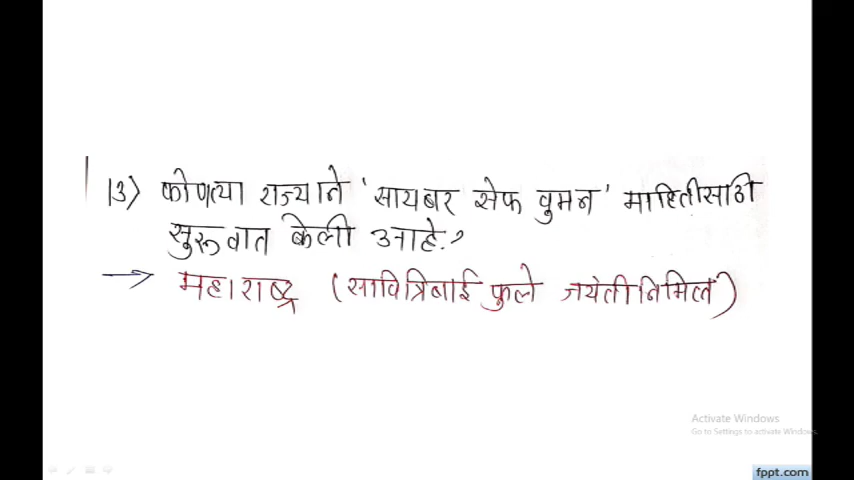 13) कोणत्या राज्याने 'सायबर सेफ वुमन' माहितीसाठी
सुरूवात केली आहे.?
→ महाराष्ट्र (सावित्रिबाई फुले जयंतीनिमित्त)
Activate Windows
Go to Settings to activate Windows.
fppt.com